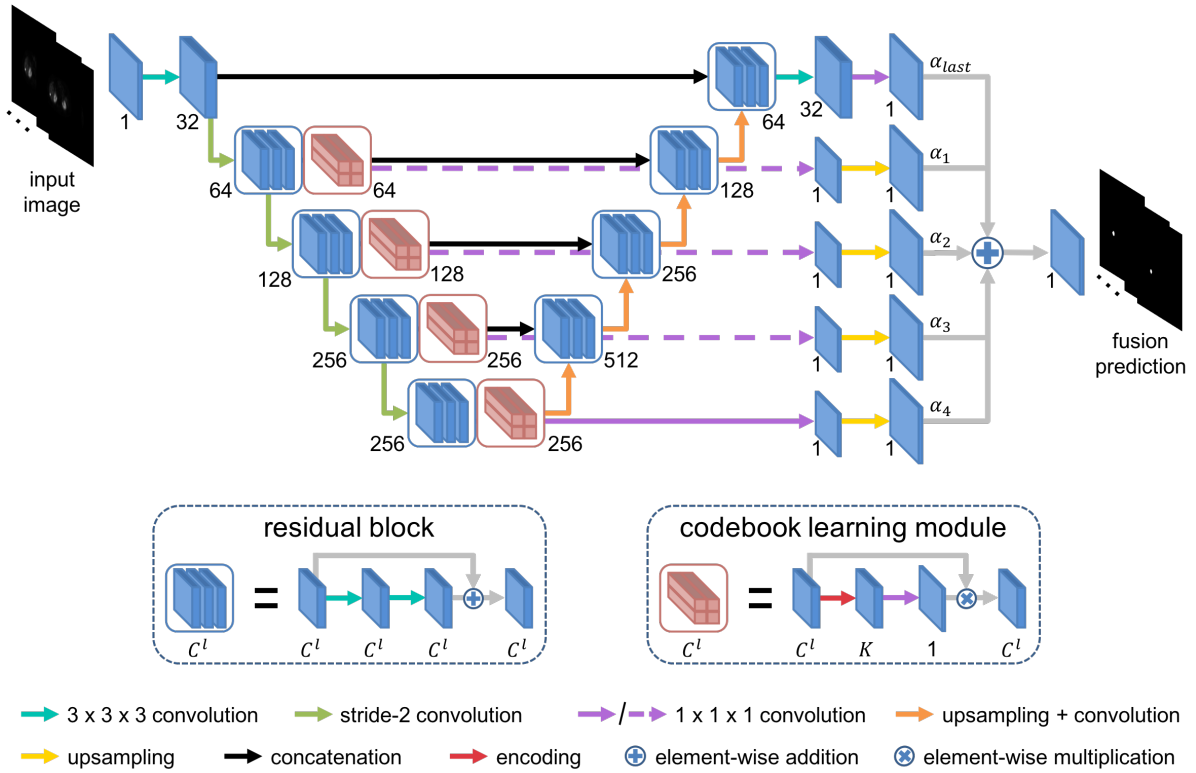 input
image
1
32
64
32
1
α_last
64
64
128
1
1
α_1
128
128
256
1
1
α_2
1
256
256
512
1
1
α_3
256
256
1
1
α_4
fusion
prediction
residual block
C^l
=
C^l
C^l
C^l
C^l
codebook learning module
C^l
=
C^l
K
1
C^l
3 x 3 x 3 convolution
stride-2 convolution
/
1 x 1 x 1 convolution
upsampling + convolution
upsampling
concatenation
encoding
element-wise addition
element-wise multiplication